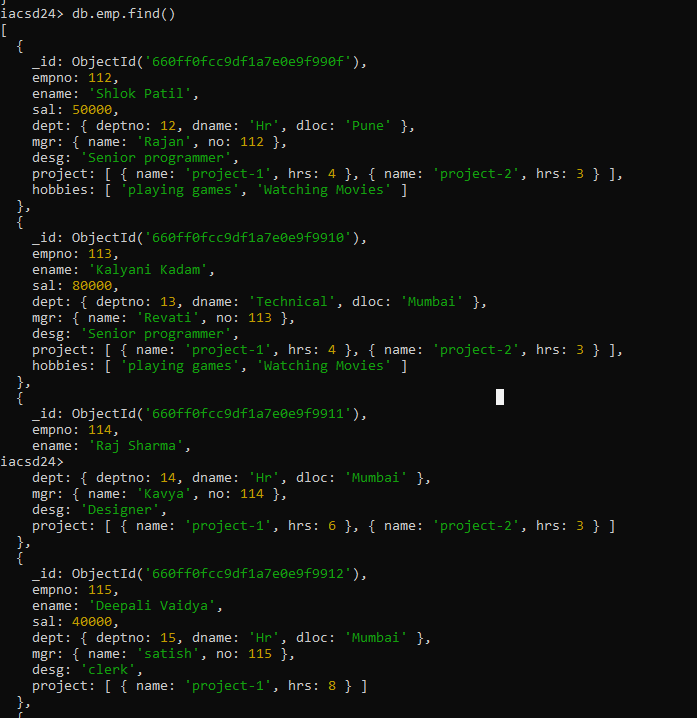 }
iacsd24> db.emp.find()
[
  {
    _id: ObjectId('660ff0fcc9df1a7e0e9f990f'),
    empno: 112,
    ename: 'Shlok Patil',
    sal: 50000,
    dept: { deptno: 12, dname: 'Hr', dloc: 'Pune' },
    mgr: { name: 'Rajan', no: 112 },
    desg: 'Senior programmer',
    project: [ { name: 'project-1', hrs: 4 }, { name: 'project-2', hrs: 3 } ],
    hobbies: [ 'playing games', 'Watching Movies' ]
  },
  {
    _id: ObjectId('660ff0fcc9df1a7e0e9f9910'),
    empno: 113,
    ename: 'Kalyani Kadam',
    sal: 80000,
    dept: { deptno: 13, dname: 'Technical', dloc: 'Mumbai' },
    mgr: { name: 'Revati', no: 113 },
    desg: 'Senior programmer',
    project: [ { name: 'project-1', hrs: 4 }, { name: 'project-2', hrs: 3 } ],
    hobbies: [ 'playing games', 'Watching Movies' ]
  },
  {
    _id: ObjectId('660ff0fcc9df1a7e0e9f9911'),
    empno: 114,
    ename: 'Raj Sharma',
iacsd24>
    dept: { deptno: 14, dname: 'Hr', dloc: 'Mumbai' },
    mgr: { name: 'Kavya', no: 114 },
    desg: 'Designer',
    project: [ { name: 'project-1', hrs: 6 }, { name: 'project-2', hrs: 3 } ]
  },
  {
    _id: ObjectId('660ff0fcc9df1a7e0e9f9912'),
    empno: 115,
    ename: 'Deepali Vaidya',
    sal: 40000,
    dept: { deptno: 15, dname: 'Hr', dloc: 'Mumbai' },
    mgr: { name: 'satish', no: 115 },
    desg: 'clerk',
    project: [ { name: 'project-1', hrs: 8 } ]
  },
  {